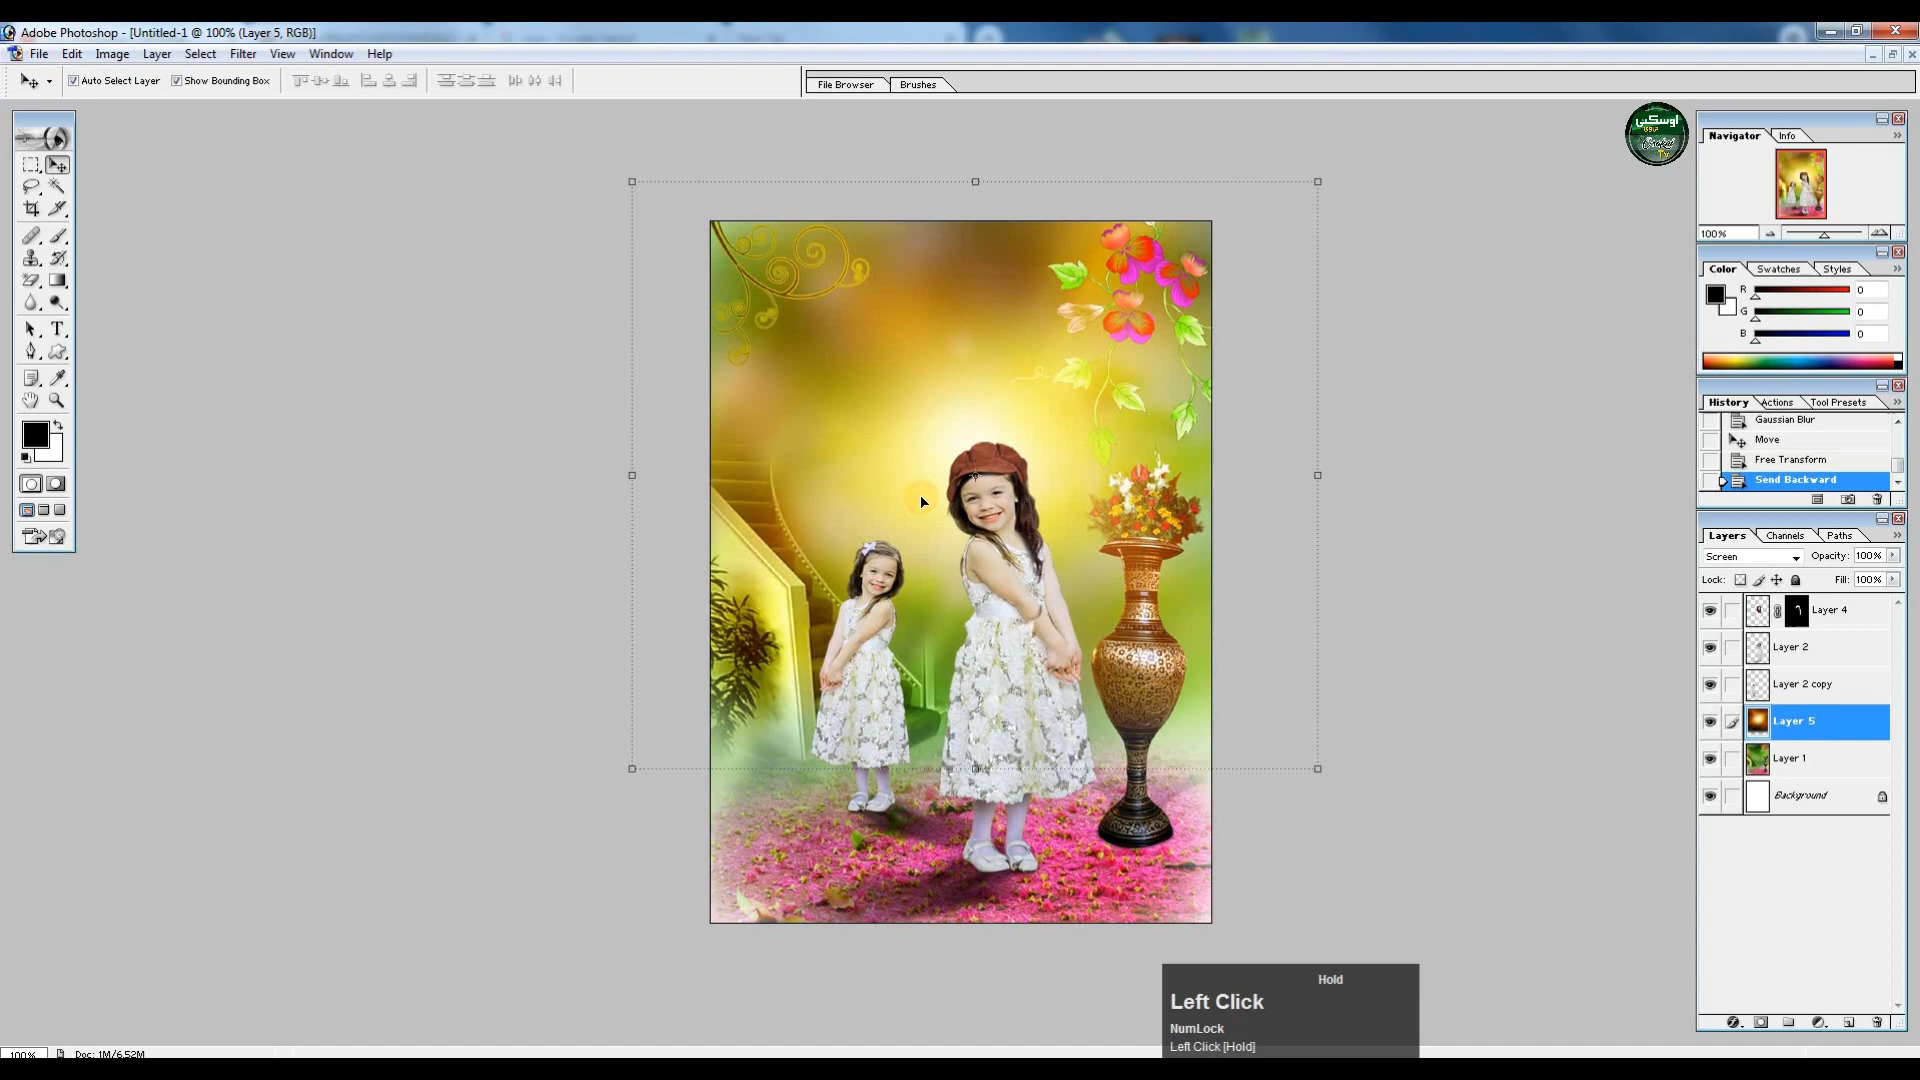 Adobe Photoshop - [Untitled-1 @ 100% (Layer 5, RGB)]
File Edit Image Layer Select Filter View Window Help
Auto Select Layer Show Bounding Box
File Browser Brushes
اوسکبی
Tv
Navigator Info
100%
Color Swatches Styles
R 0
G 0
B 0
History Actions Tool Presets
Gaussian Blur
Move
Free Transform
Send Backward
Layers Channels Paths
Screen Opacity: 100%
Lock: Fill: 100%
Layer 4
Layer 2
Layer 2 copy
Layer 5
Layer 1
Background
Hold
Left Click
NumLock
Left Click [Hold]
100% Doc: 1M/6.52M